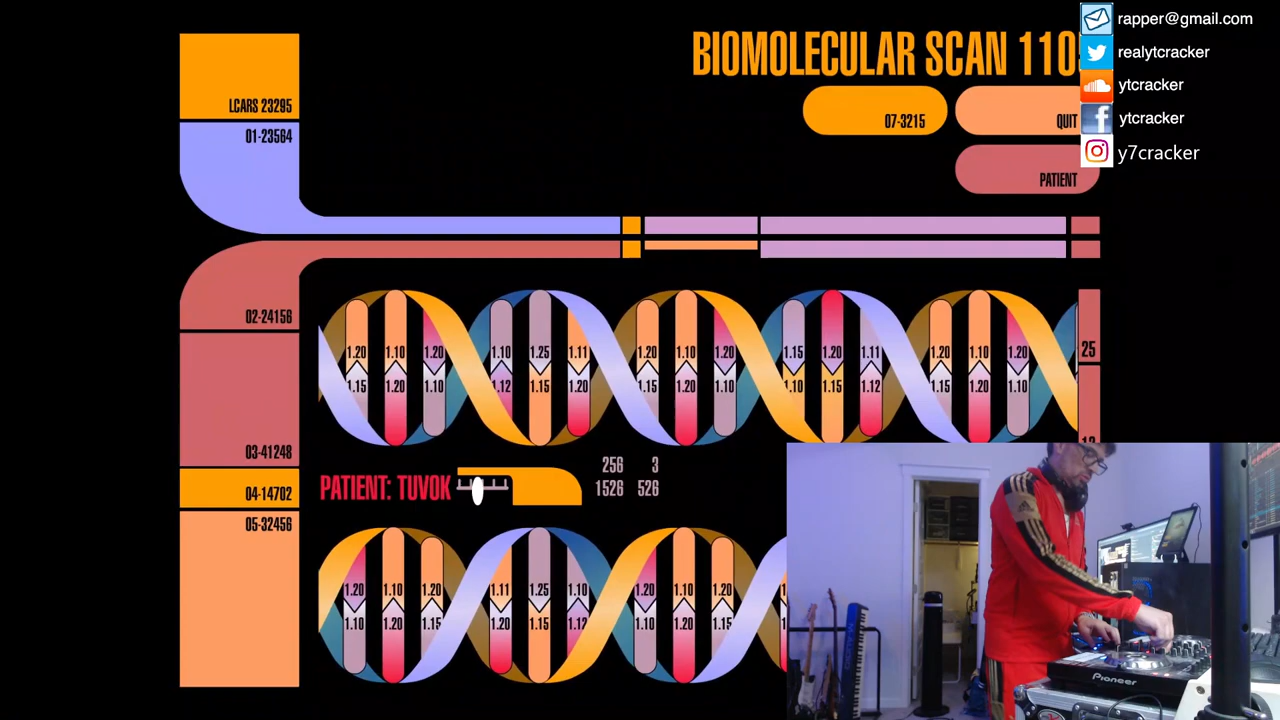 BIOMOLECULAR SCAN 110
rapper@gmail.com
realytcracker
ytcracker
ytcracker
y7cracker
LCARS 23295
01-23564
07-3215
QUIT
PATIENT
02-24156
03-41248
04-14702
05-32456
1.20 1.10 1.20 1.10 1.25 1.11 1.20 1.10 1.20 1.15 1.20 1.11 1.20 1.10 1.20
1.15 1.20 1.10 1.12 1.15 1.20 1.15 1.20 1.10 1.10 1.15 1.12 1.15 1.20 1.10
25
PATIENT: TUVOK
256 3
1526 526
1.20 1.10 1.20 1.11 1.25 1.10 1.20 1.10 1.20
1.10 1.20 1.15 1.20 1.15 1.12 1.10 1.20 1.15
Pioneer